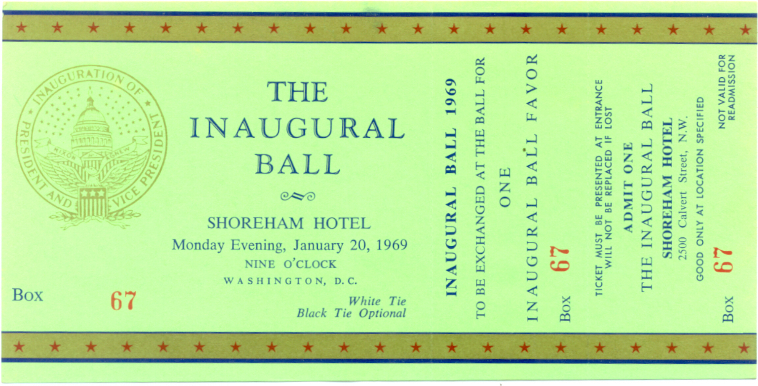 INAUGURATION OF
PRESIDENT AND VICE PRESIDENT
THE
INAUGURAL
BALL
SHOREHAM HOTEL
Monday Evening, January 20, 1969
NINE O'CLOCK
WASHINGTON, D.C.
White Tie
Black Tie Optional
BOX 67
INAUGURAL BALL 1969
TO BE EXCHANGED AT THE BALL FOR
ONE
INAUGURAL BALL FAVOR
BOX 67
TICKET MUST BE PRESENTED AT ENTRANCE
WILL NOT BE REPLACED IF LOST
ADMIT ONE
THE INAUGURAL BALL
SHOREHAM HOTEL
2500 Calvert Street, N.W.
GOOD ONLY AT LOCATION SPECIFIED
NOT VALID FOR
READMISSION
BOX 67